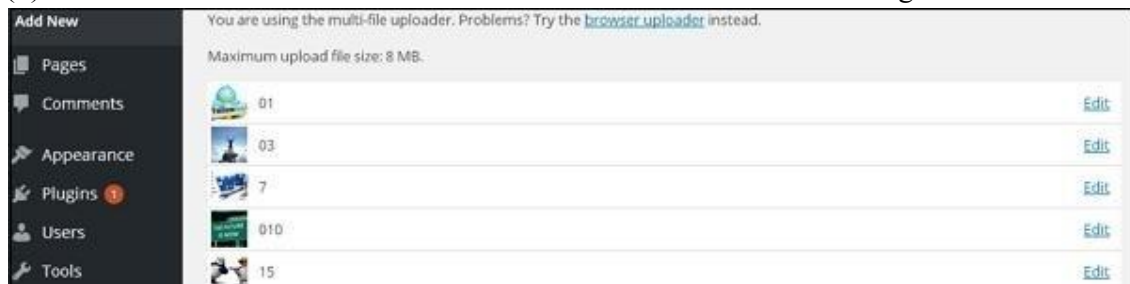 Add New
You are using the multi-file uploader. Problems? Try the browser uploader instead.
Maximum upload file size: 8 MB.
Pages
Comments
Appearance
Plugins 1
Users
Tools
01 Edit
03 Edit
7 Edit
010 Edit
15 Edit